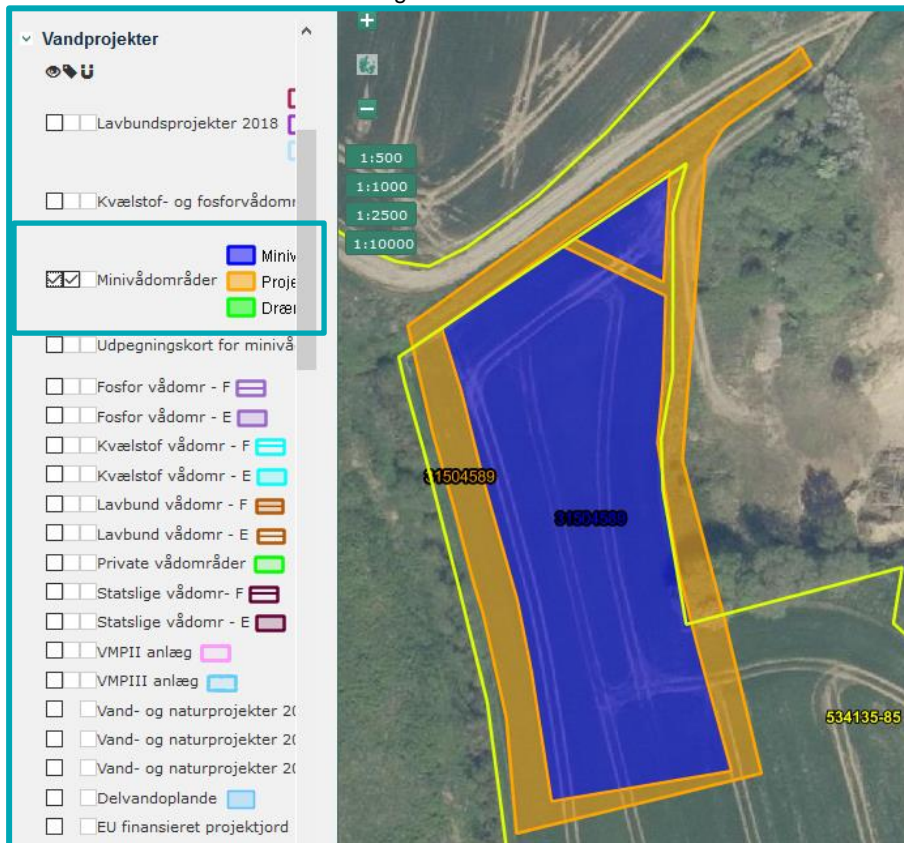 g
Vandprojekter
Lavbundsprojekter 2018
Kvælstof- og fosforvådomr
Miniv
Minivådområder
Proje
Dræn
Udpegningskort for minivå
Fosfor vådomr - F
Fosfor vådomr - E
Kvælstof vådomr - F
Kvælstof vådomr - E
Lavbund vådomr - F
Lavbund vådomr - E
Private vådområder
Statslige vådomr- F
Statslige vådomr - E
VMPII anlæg
VMPIII anlæg
Vand- og naturprojekter 20
Vand- og naturprojekter 20
Vand- og naturprojekter 20
Delvandoplande
EU finansieret projektjord
+
−
1:500
1:1000
1:2500
1:10000
31504589
31504589
534135-85